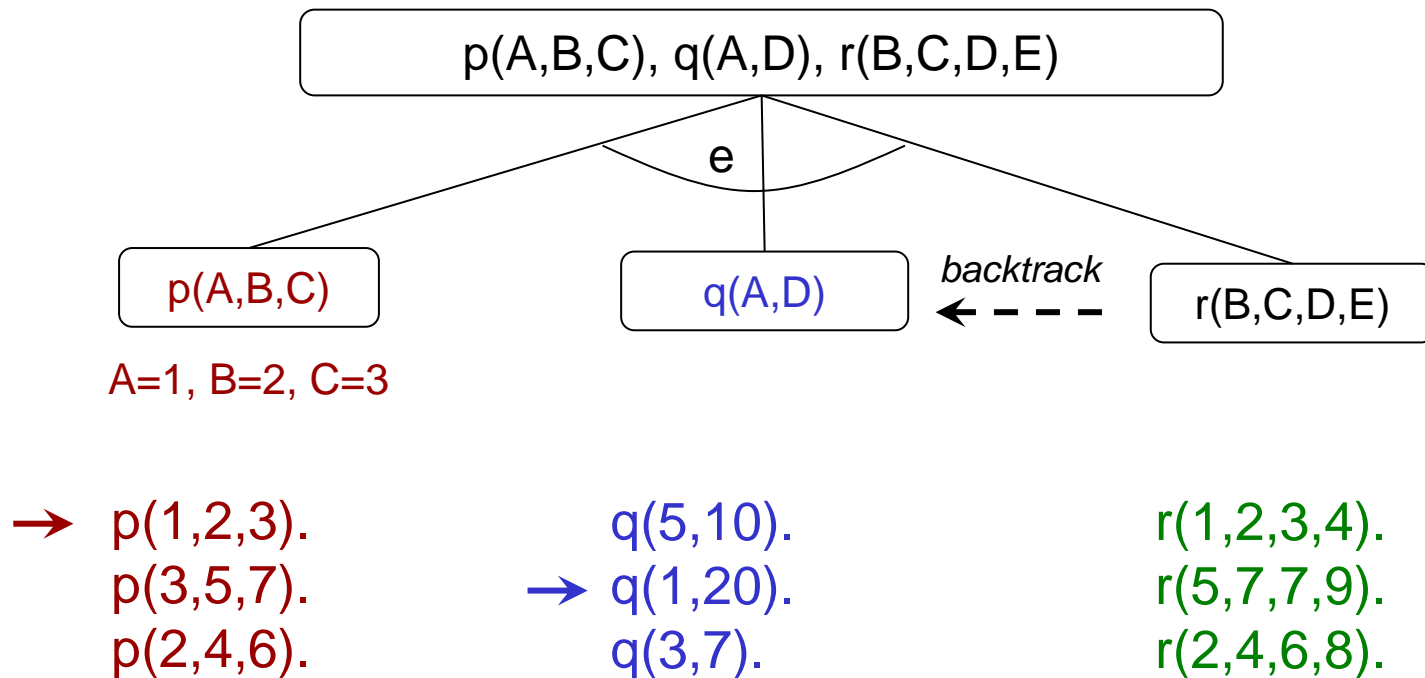 p(A,B,C), q(A,D), r(B,C,D,E)
e
p(A,B,C)
q(A,D)
backtrack
r(B,C,D,E)
A=1, B=2, C=3
p(1,2,3).
p(3,5,7).
p(2,4,6).
q(5,10).
q(1,20).
q(3,7).
r(1,2,3,4).
r(5,7,7,9).
r(2,4,6,8).